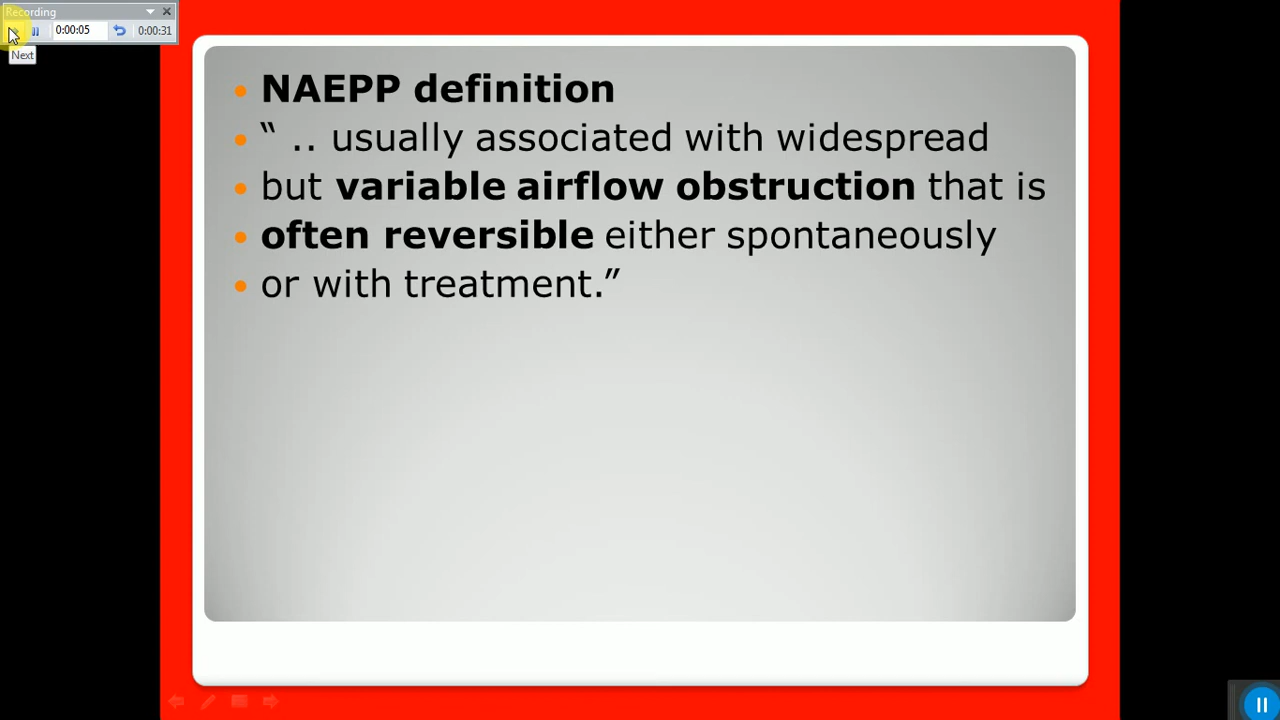 Recording
0:00:05 0:00:31
Next
NAEPP definition
“ .. usually associated with widespread
but variable airflow obstruction that is
often reversible either spontaneously
or with treatment.”